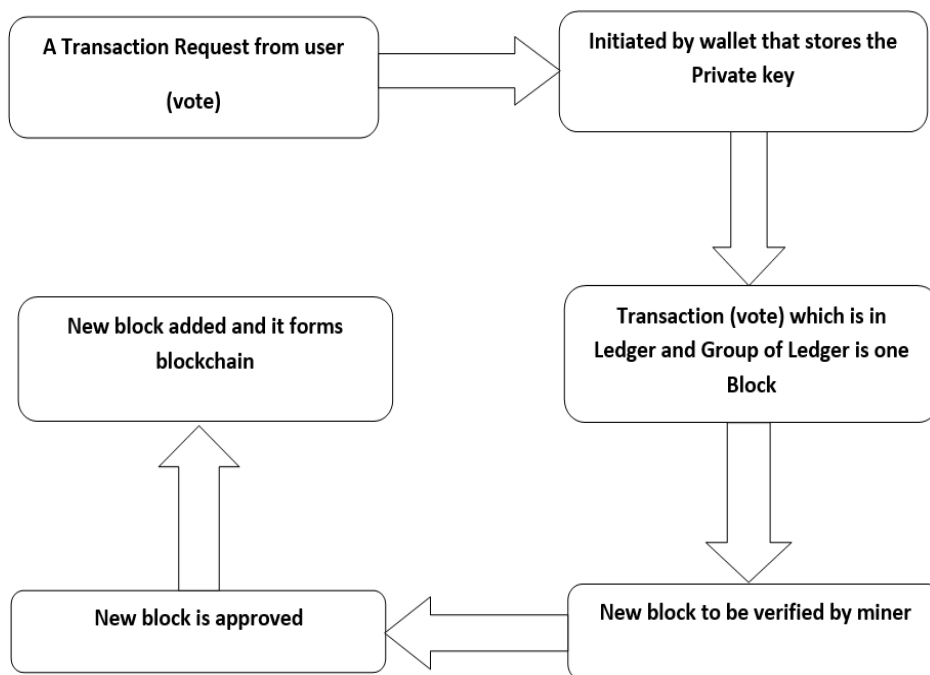 A Transaction Request from user
(vote)
Initiated by wallet that stores the
Private key
Transaction (vote) which is in
Ledger and Group of Ledger is one
Block
New block to be verified by miner
New block is approved
New block added and it forms
blockchain